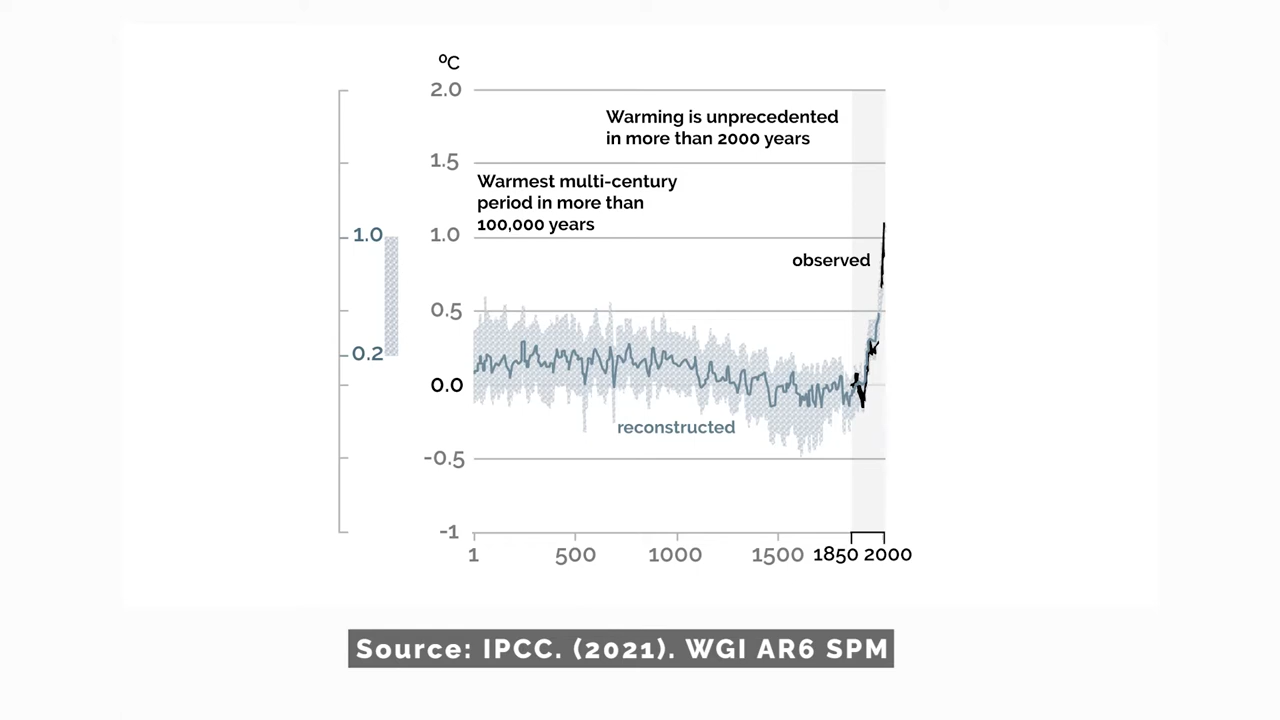 ºC
2.0
Warming is unprecedented
in more than 2000 years
1.5
Warmest multi-century
period in more than
100,000 years
1.0
1.0
observed
0.5
0.2
0.0
reconstructed
-0.5
-1
1
500
1000
1500
1850
2000
Source: IPCC. (2021). WGI AR6 SPM